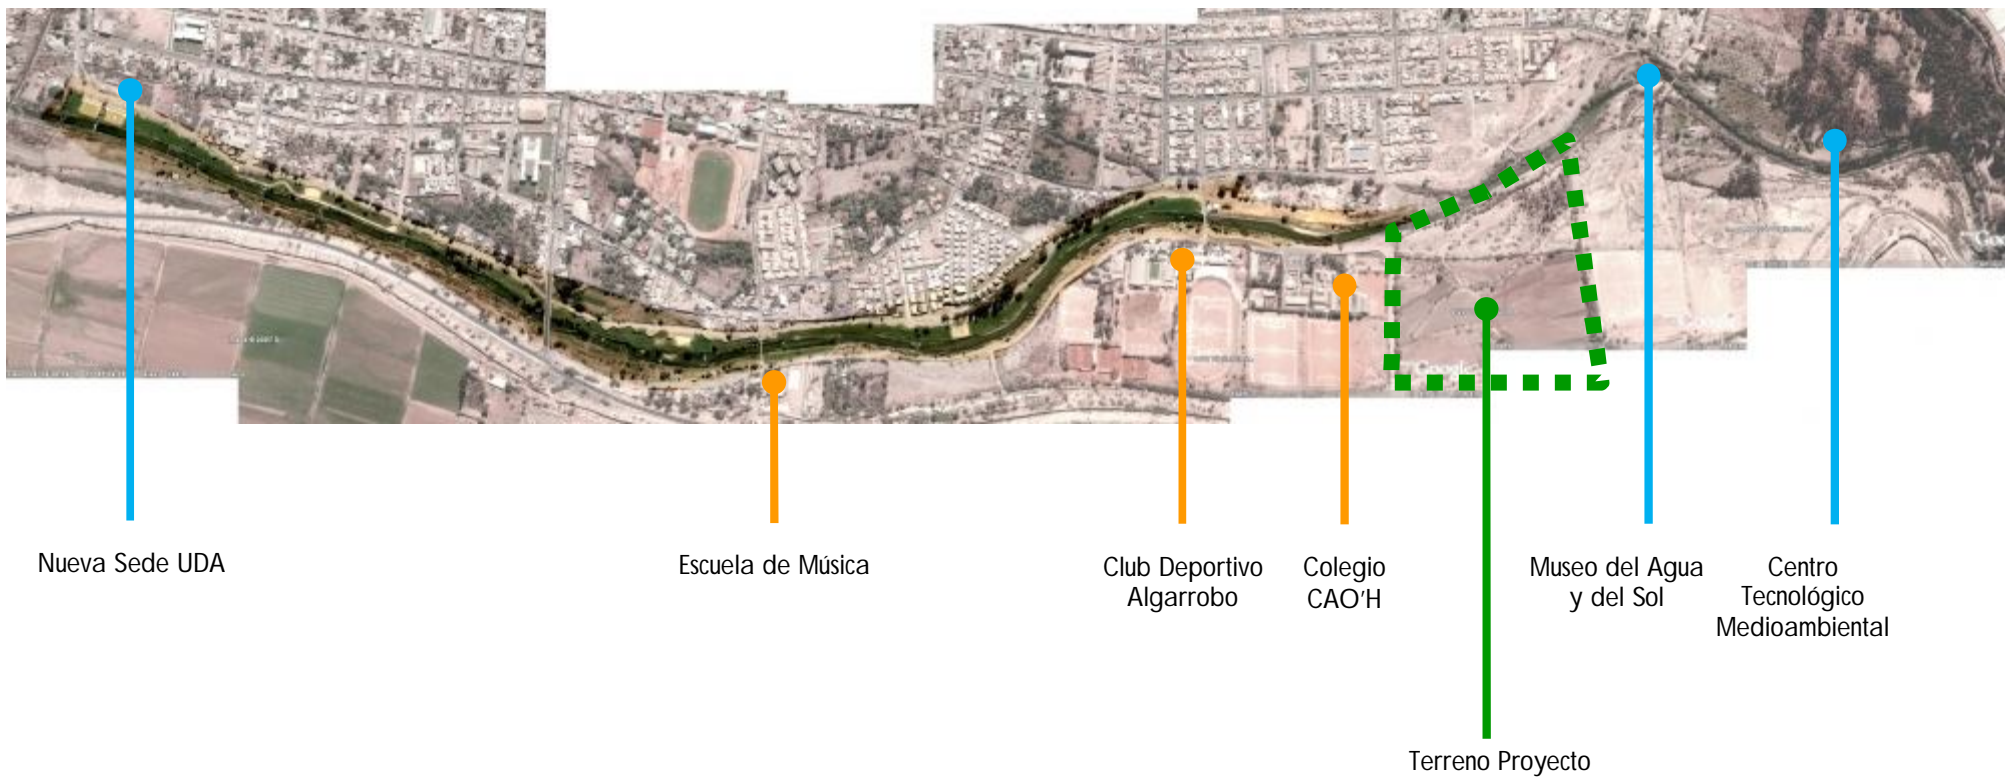 Google
Nueva Sede UDA
Escuela de Música
Club Deportivo
Algarrobo
Colegio
CAO'H
Museo del Agua
y del Sol
Centro
Tecnológico
Medioambiental
Terreno Proyecto